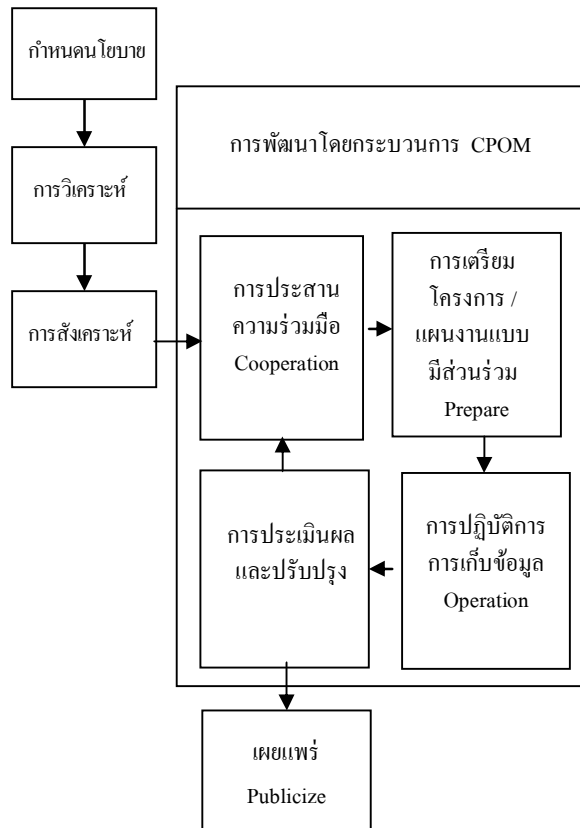 กำหนดนโยบาย
การวิเคราะห์
การสังเคราะห์
การพัฒนาโดยกระบวนการ CPOM
การประสาน
ความร่วมมือ
Cooperation
การเตรียม
โครงการ /
แผนงานแบบ
มีส่วนร่วม
Prepare
การปฏิบัติการ
การเก็บข้อมูล
Operation
การประเมินผล
และปรับปรุง
เผยแพร่
Publicize